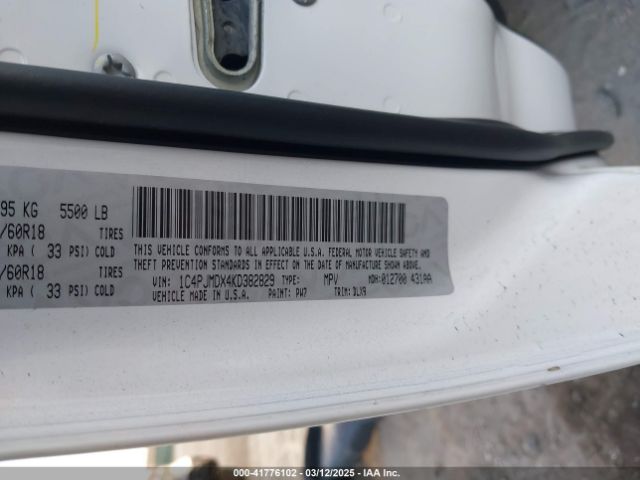 95 KG 5500 LB
/60R18 TIRES
KPA ( 33 PSI) COLD
/60R18 TIRES
KPA ( 33 PSI) COLD
THIS VEHICLE CONFORMS TO ALL APPLICABLE U.S.A. FEDERAL MOTOR VEHICLE SAFETY AND
THEFT PREVENTION STANDARDS IN EFFECT ON THE DATE OF MANUFACTURE SHOWN ABOVE.
VIN: 1C4PJMDX4KD382829 TYPE: MPV MDH: 012700 431AA
VEHICLE MADE IN U.S.A. PAINT: PW7 TRIM: DLX9
000-41776102 - 03/12/2025 - IAA Inc.